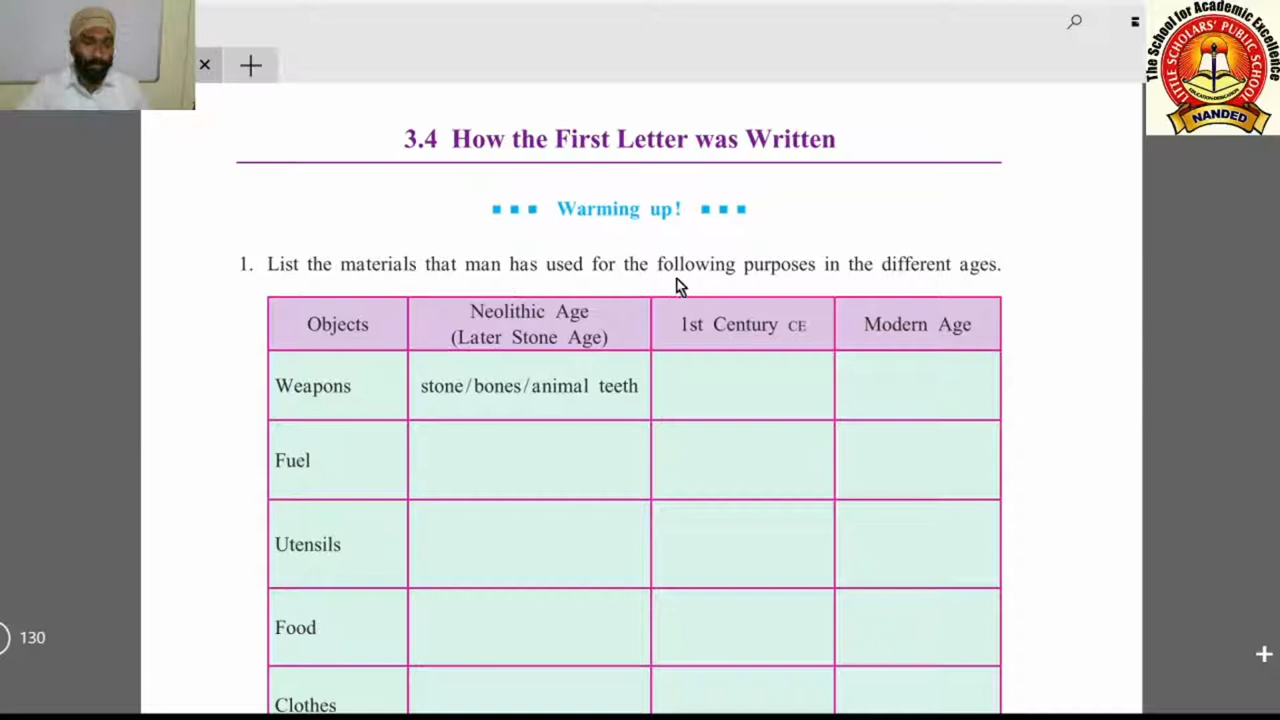 The School for Academic Excellence
LITTLE SCHOLARS' PUBLIC SCHOOL
EDUCATION•DEDICATION
NANDED
3.4 How the First Letter was Written
Warming up!
1. List the materials that man has used for the following purposes in the different ages.
Objects
Neolithic Age
(Later Stone Age)
1st Century CE
Modern Age
Weapons
stone/bones/animal teeth
Fuel
Utensils
Food
Clothes
130